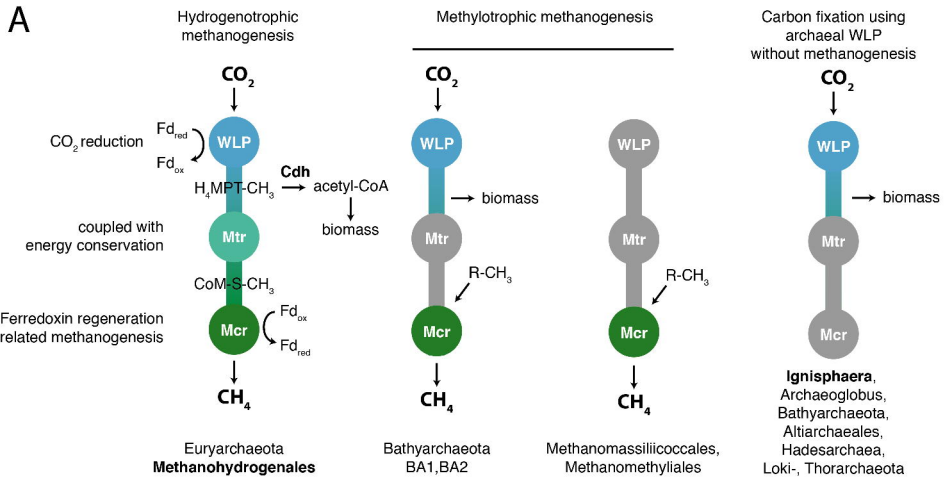 A
Hydrogenotrophic
methanogenesis
Methylotrophic methanogenesis
Carbon fixation using
archaeal WLP
without methanogenesis
CO2
CO2
CO2
CO2 reduction
Fdred
Fdox
WLP
WLP
WLP
WLP
H4MPT-CH3
Cdh
acetyl-CoA
biomass
biomass
biomass
coupled with
energy conservation
Mtr
Mtr
Mtr
Mtr
CoM-S-CH3
R-CH3
R-CH3
Ferredoxin regeneration
related methanogenesis
Mcr
Fdox
Fdred
Mcr
Mcr
Mcr
CH4
CH4
CH4
Euryarchaeota
Methanohydrogenales
Bathyarchaeota
BA1,BA2
Methanomassiliicoccales,
Methanomethyliales
Ignisphaera,
Archaeoglobus,
Bathyarchaeota,
Altiarchaeales,
Hadesarchaea,
Loki-, Thorarchaeota